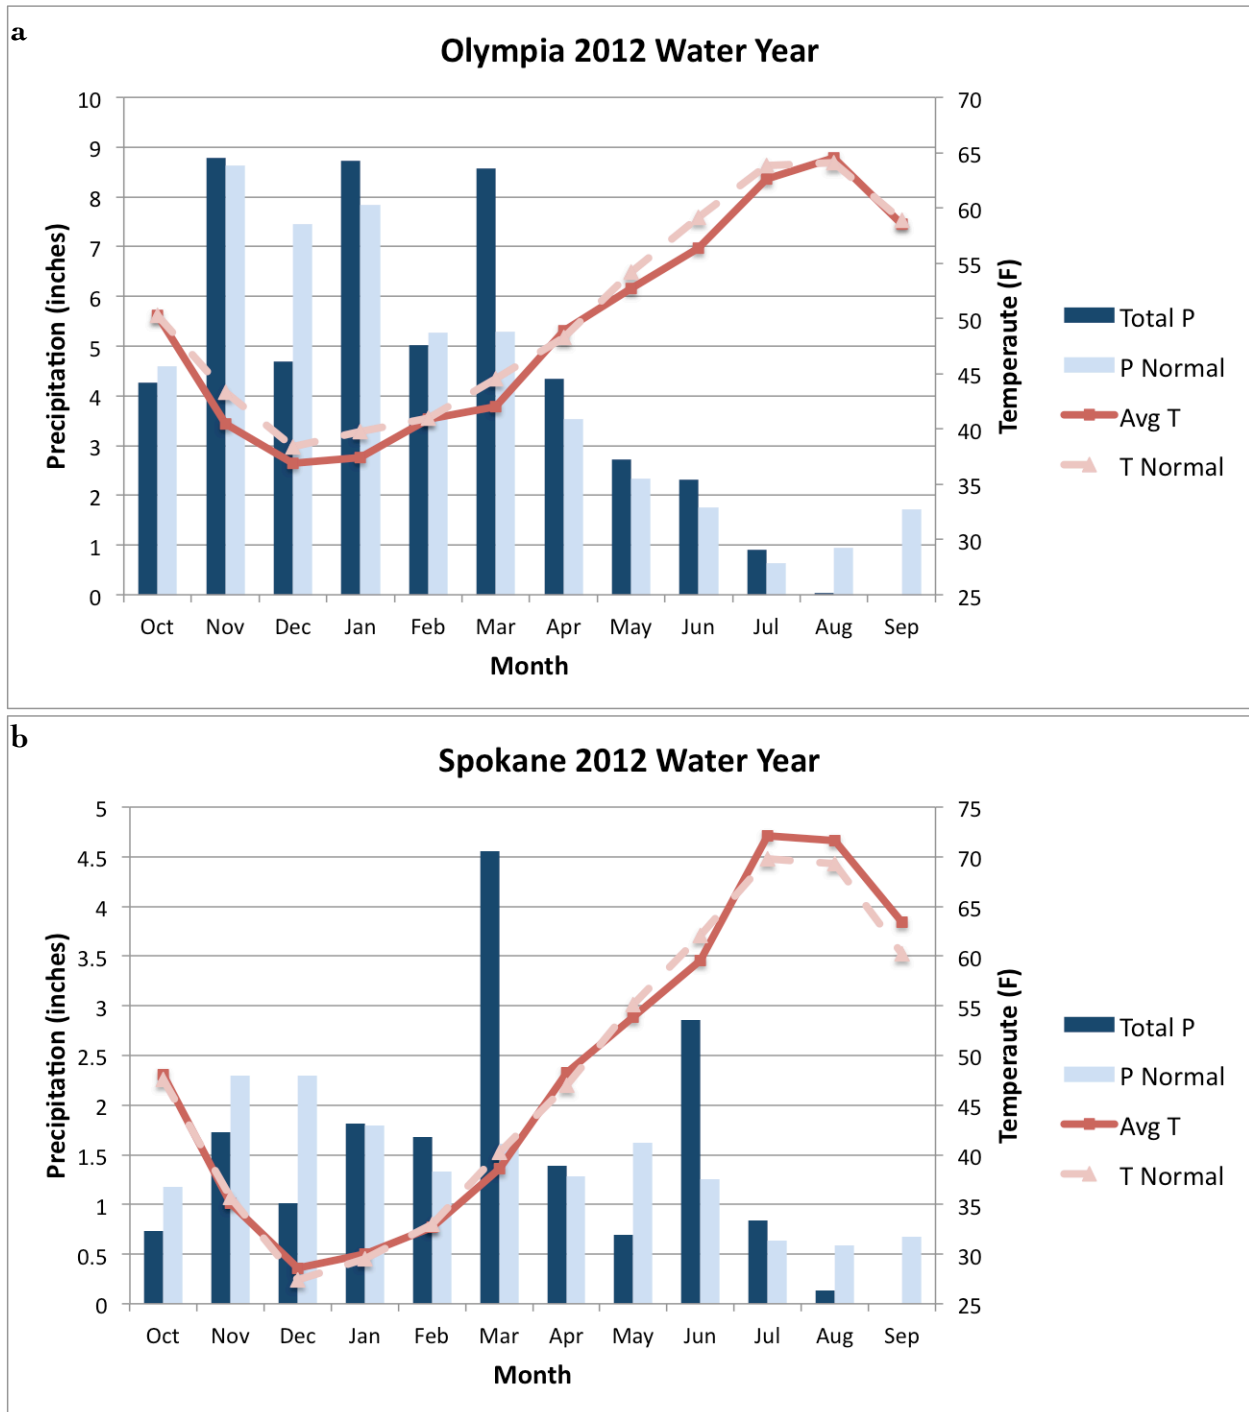 a
Olympia 2012 Water Year
10
9
8
7
6
5
4
3
2
1
0
Precipitation (inches)
70
65
60
55
50
45
40
35
30
25
Temperaute (F)
Total P
P Normal
Avg T
T Normal
Oct Nov Dec Jan Feb Mar Apr May Jun Jul Aug Sep
Month
b
Spokane 2012 Water Year
5
4.5
4
3.5
3
2.5
2
1.5
1
0.5
0
Precipitation (inches)
75
70
65
60
55
50
45
40
35
30
25
Temperaute (F)
Total P
P Normal
Avg T
T Normal
Oct Nov Dec Jan Feb Mar Apr May Jun Jul Aug Sep
Month